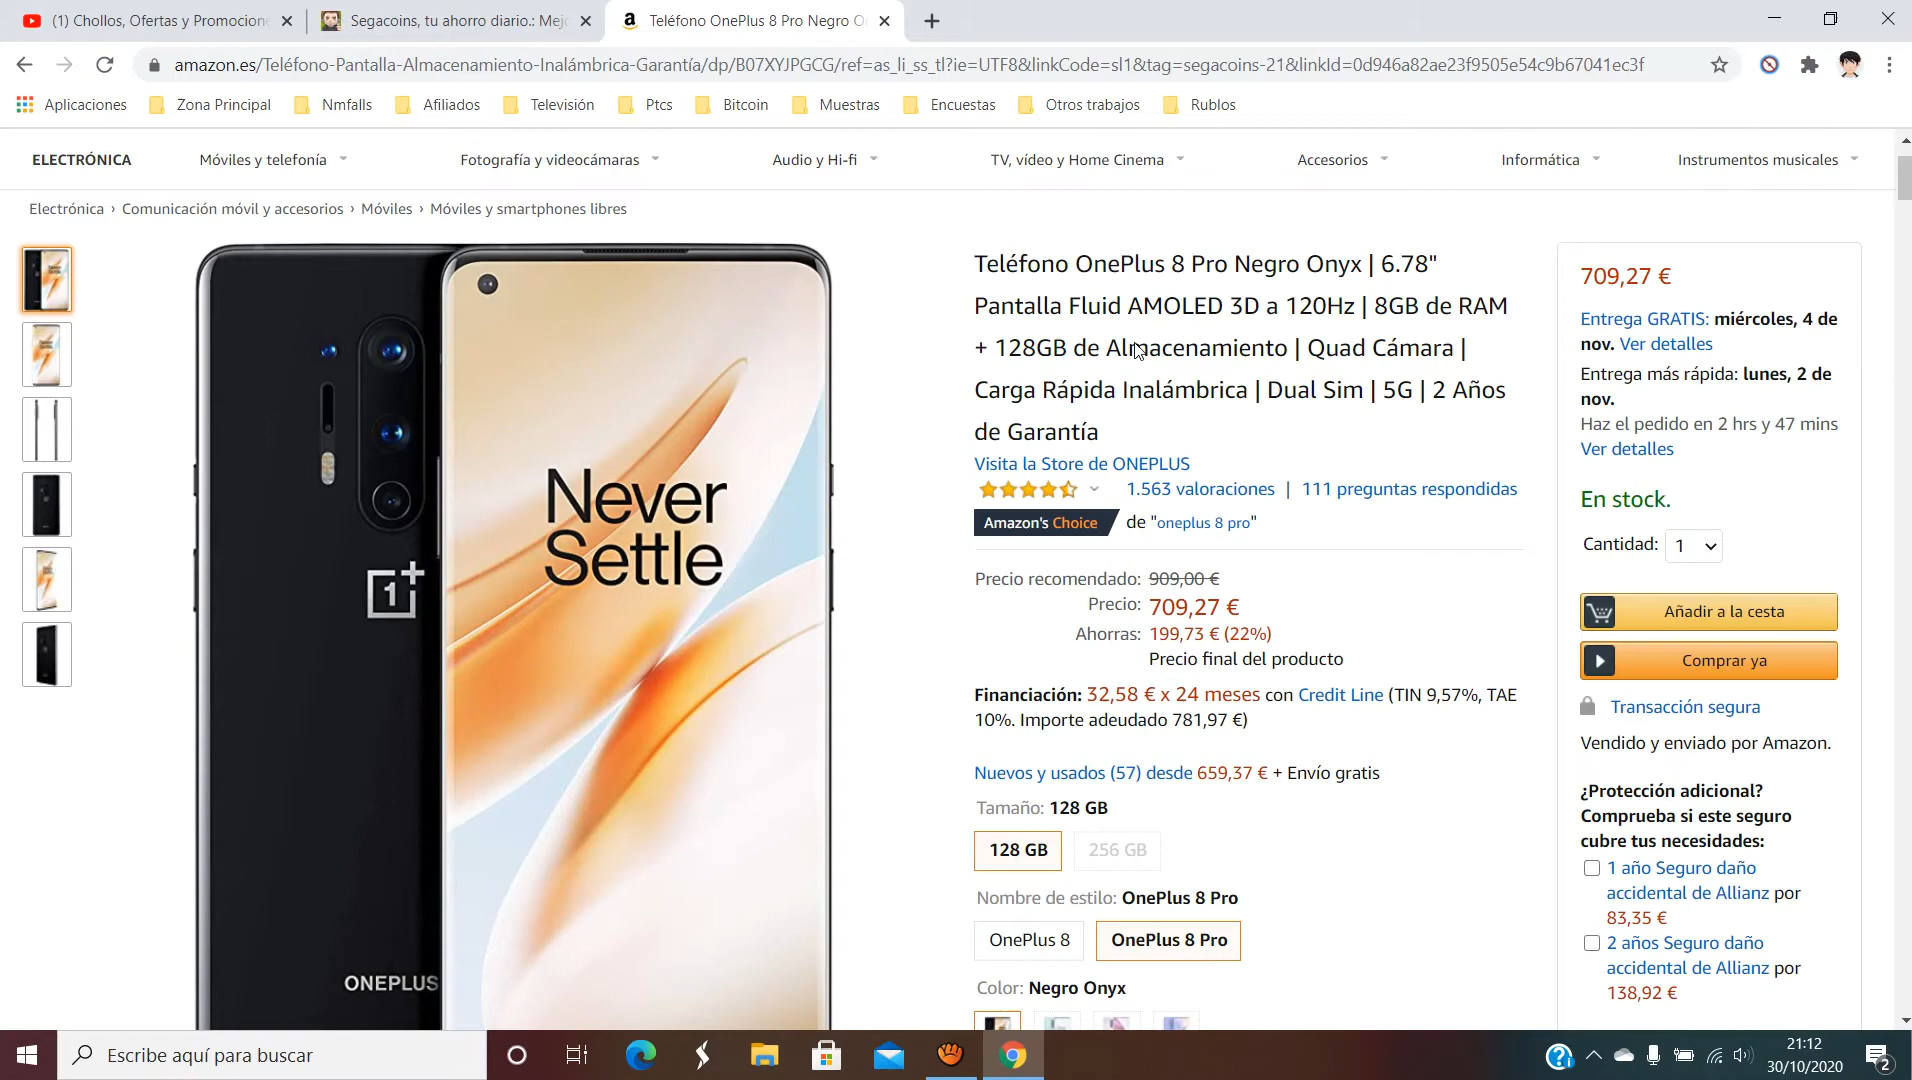 (1) Chollos, Ofertas y Promocione
Segacoins, tu ahorro diario.: Mejo
Teléfono OnePlus 8 Pro Negro O
amazon.es/Teléfono-Pantalla-Almacenamiento-Inalámbrica-Garantía/dp/B07XYJPGCG/ref=as_li_ss_tl?ie=UTF8&linkCode=sl1&tag=segacoins-21&linkId=0d946a82ae23f9505e54c9b67041ec3f
Aplicaciones Zona Principal Nmfalls Afiliados Televisión Ptcs Bitcoin Muestras Encuestas Otros trabajos Rublos
ELECTRÓNICA Móviles y telefonía Fotografía y videocámaras Audio y Hi-fi TV, vídeo y Home Cinema Accesorios Informática Instrumentos musicales
Electrónica › Comunicación móvil y accesorios › Móviles › Móviles y smartphones libres
Never
Settle
ONEPLUS
Teléfono OnePlus 8 Pro Negro Onyx | 6.78"
Pantalla Fluid AMOLED 3D a 120Hz | 8GB de RAM
+ 128GB de Almacenamiento | Quad Cámara |
Carga Rápida Inalámbrica | Dual Sim | 5G | 2 Años
de Garantía
Visita la Store de ONEPLUS
1.563 valoraciones | 111 preguntas respondidas
Amazon's Choice de "oneplus 8 pro"
Precio recomendado: 909,00 €
Precio: 709,27 €
Ahorras: 199,73 € (22%)
Precio final del producto
Financiación: 32,58 € x 24 meses con Credit Line (TIN 9,57%, TAE
10%. Importe adeudado 781,97 €)
Nuevos y usados (57) desde 659,37 € + Envío gratis
Tamaño: 128 GB
128 GB 256 GB
Nombre de estilo: OnePlus 8 Pro
OnePlus 8 OnePlus 8 Pro
Color: Negro Onyx
709,27 €
Entrega GRATIS: miércoles, 4 de
nov. Ver detalles
Entrega más rápida: lunes, 2 de
nov.
Haz el pedido en 2 hrs y 47 mins
Ver detalles
En stock.
Cantidad: 1
Añadir a la cesta
Comprar ya
Transacción segura
Vendido y enviado por Amazon.
¿Protección adicional?
Comprueba si este seguro
cubre tus necesidades:
1 año Seguro daño
accidental de Allianz por
83,35 €
2 años Seguro daño
accidental de Allianz por
138,92 €
Escribe aquí para buscar
21:12
30/10/2020
2